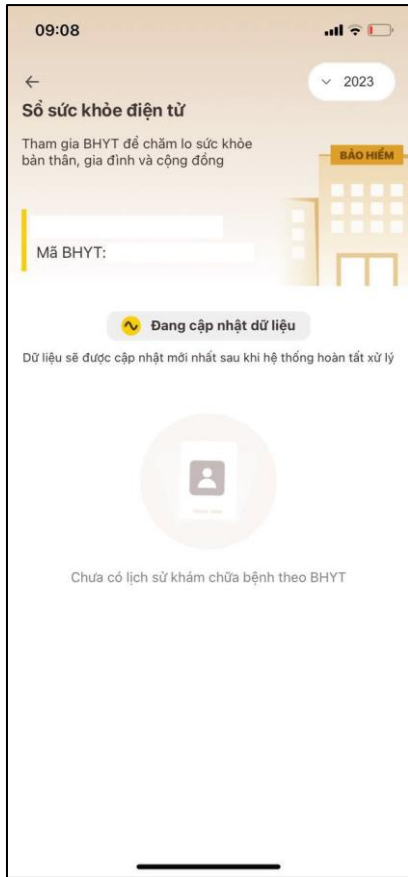 09:08
2023
Sổ sức khỏe điện tử
Tham gia BHYT để chăm lo sức khỏe
bản thân, gia đình và cộng đồng
BẢO HIỂM
Mã BHYT:
Đang cập nhật dữ liệu
Dữ liệu sẽ được cập nhật mới nhất sau khi hệ thống hoàn tất xử lý
Chưa có lịch sử khám chữa bệnh theo BHYT